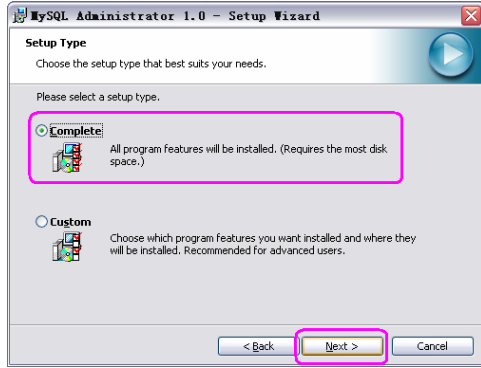 MySQL Administrator 1.0 - Setup Wizard
Setup Type
Choose the setup type that best suits your needs.
Please select a setup type.
Complete
All program features will be installed. (Requires the most disk
space.)
Custom
Choose which program features you want installed and where they
will be installed. Recommended for advanced users.
< Back
Next >
Cancel